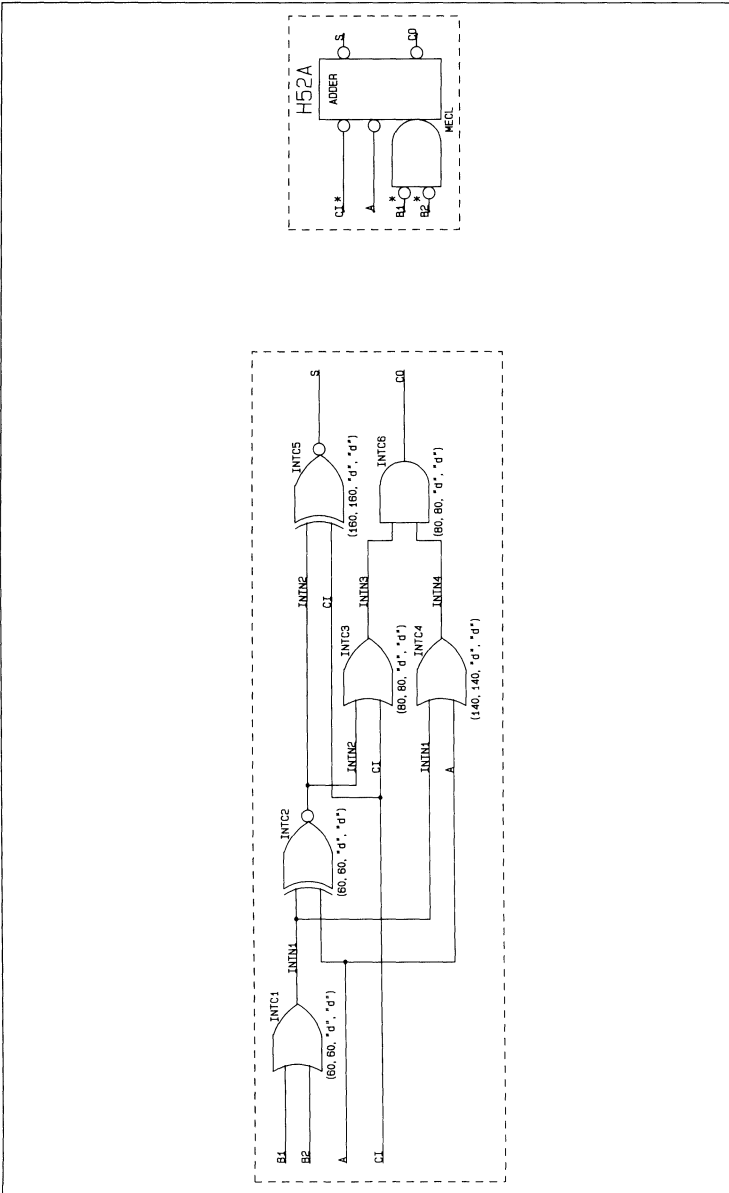 H52A
ADDER
CI*
A
B1 *
B2 *
S
CO
MECL
B1
B2
A
CI
INTC1
(60, 60, "d", "d")
INTN1
INTC2
(60, 60, "d", "d")
INTN2
CI
INTC5
(160, 160, "d", "d")
S
INTN2
CI
INTC3
(80, 80, "d", "d")
INTN3
INTN1
A
INTC4
(140, 140, "d", "d")
INTN4
INTC6
(80, 80, "d", "d")
CO